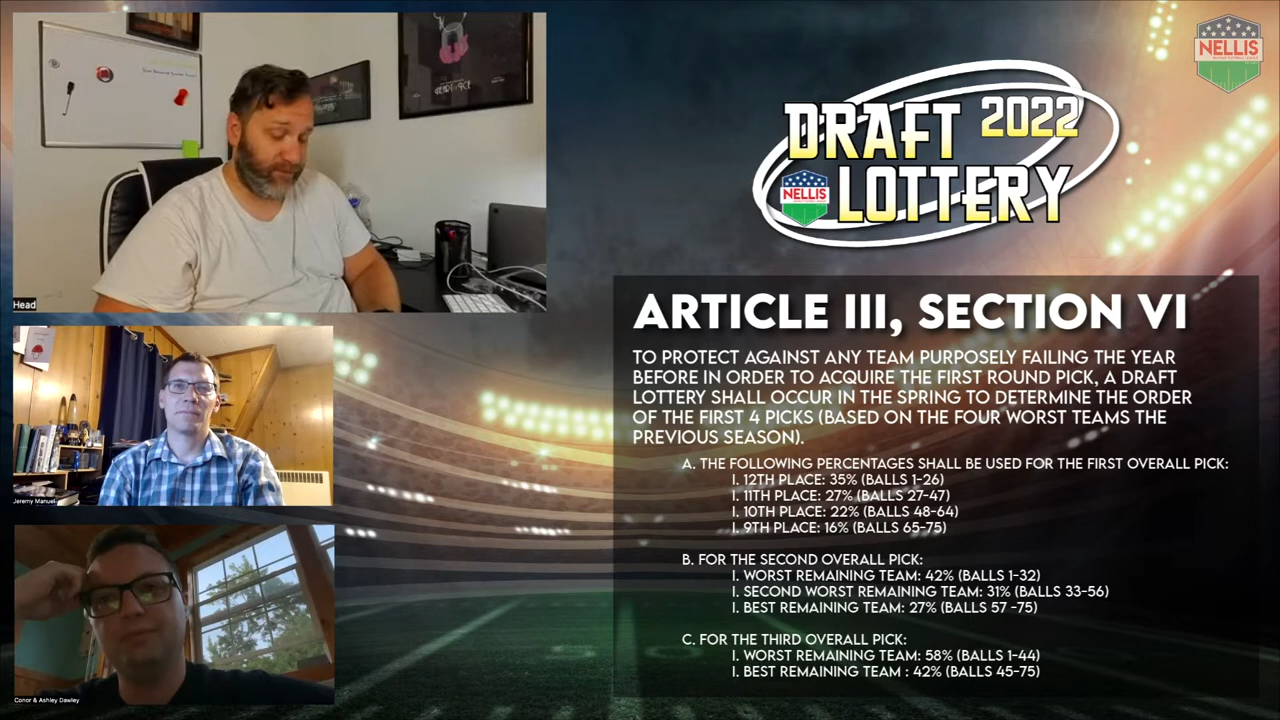 NELLIS
DRAFT 2022
NELLIS
LOTTERY
HEART OF ICE
Head
Jeremy Manuel
Conor & Ashley Dawley
ARTICLE III, SECTION VI
TO PROTECT AGAINST ANY TEAM PURPOSELY FAILING THE YEAR
BEFORE IN ORDER TO ACQUIRE THE FIRST ROUND PICK, A DRAFT
LOTTERY SHALL OCCUR IN THE SPRING TO DETERMINE THE ORDER
OF THE FIRST 4 PICKS (BASED ON THE FOUR WORST TEAMS THE
PREVIOUS SEASON).
A. THE FOLLOWING PERCENTAGES SHALL BE USED FOR THE FIRST OVERALL PICK:
I. 12TH PLACE: 35% (BALLS 1-26)
I. 11TH PLACE: 27% (BALLS 27-47)
I. 10TH PLACE: 22% (BALLS 48-64)
I. 9TH PLACE: 16% (BALLS 65-75)
B. FOR THE SECOND OVERALL PICK:
I. WORST REMAINING TEAM: 42% (BALLS 1-32)
I. SECOND WORST REMAINING TEAM: 31% (BALLS 33-56)
I. BEST REMAINING TEAM: 27% (BALLS 57 -75)
C. FOR THE THIRD OVERALL PICK:
I. WORST REMAINING TEAM: 58% (BALLS 1-44)
I. BEST REMAINING TEAM : 42% (BALLS 45-75)